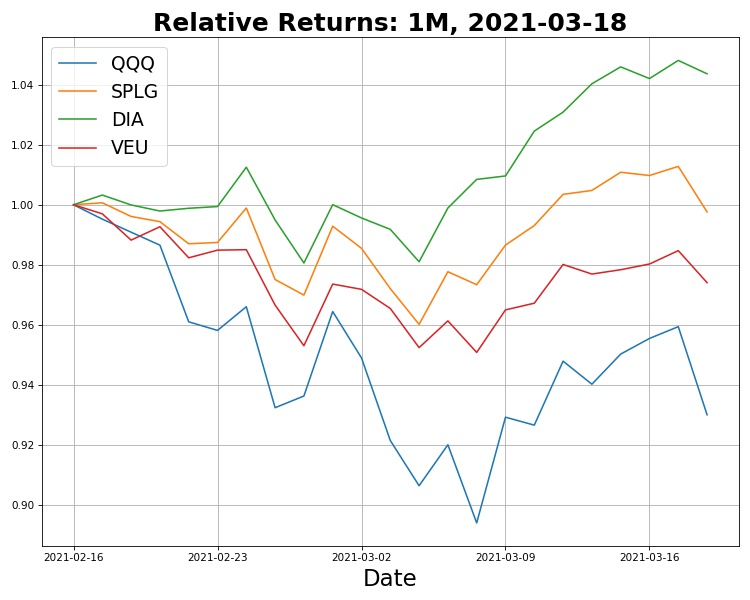 Relative Returns: 1M, 2021-03-18
QQQ
SPLG
DIA
VEU
1.04
1.02
1.00
0.98
0.96
0.94
0.92
0.90
2021-02-16 2021-02-23 2021-03-02 2021-03-09 2021-03-16
Date